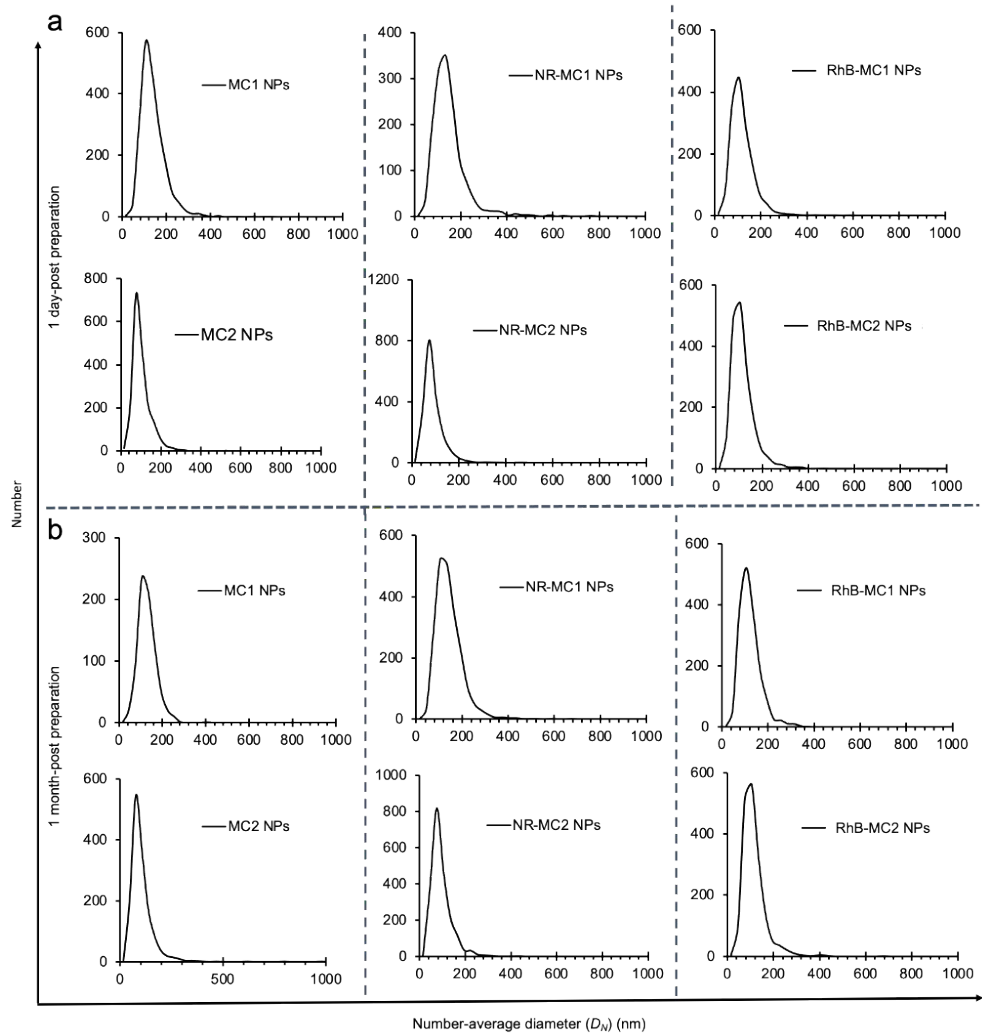 a
Number
1 day-post preparation
600
400
200
0
0 200 400 600 800 1000
MC1 NPs
400
300
200
100
0
0 200 400 600 800 1000
NR-MC1 NPs
600
400
200
0
0 200 400 600 800 1000
RhB-MC1 NPs
800
600
400
200
0
0 200 400 600 800 1000
MC2 NPs
1200
800
400
0
0 200 400 600 800 1000
NR-MC2 NPs
600
400
200
0
0 200 400 600 800 1000
RhB-MC2 NPs
b
1 month-post preparation
300
200
100
0
0 200 400 600 800 1000
MC1 NPs
600
400
200
0
0 200 400 600 800 1000
NR-MC1 NPs
600
400
200
0
0 200 400 600 800 1000
RhB-MC1 NPs
600
400
200
0
0 500 1000
MC2 NPs
1000
800
600
400
200
0
0 200 400 600 800 1000
NR-MC2 NPs
600
400
200
0
0 200 400 600 800 1000
RhB-MC2 NPs
Number-average diameter (D_N) (nm)